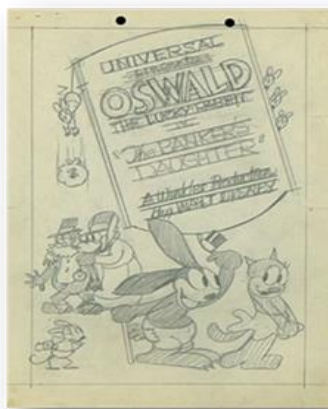 UNIVERSAL
PRESENTS
OSWALD
THE LUCKY RABBIT
IN
"The BANKER'S
DAUGHTER"
A Winkler Production
By WALT DISNEY